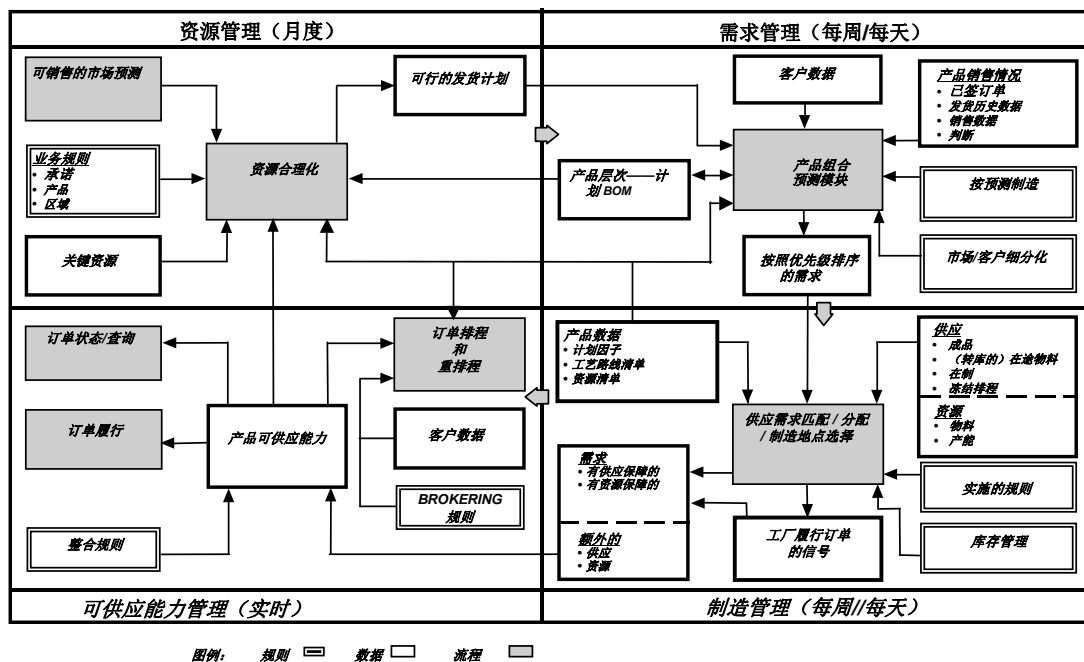 资源管理（月度）
需求管理（每周/每天）
可销售的市场预测
业务规则
• 承诺
• 产品
• 区域
关键资源
资源合理化
可行的发货计划
客户数据
产品销售情况
• 已签订单
• 发货历史数据
• 销售数据
• 判断
产品组合
预测模块
产品层次——计
划 BOM
按预测制造
按照优先级排序
的需求
市场/客户细分化
订单状态/查询
订单履行
整合规则
产品可供应能力
订单排程
和
重排程
客户数据
BROKERING
规则
产品数据
• 计划因子
• 工艺路线清单
• 资源清单
供应
• 成品
• （转库的）在途物料
• 在制
• 冻结排程
资源
• 物料
• 产能
供应需求匹配 / 分配
/ 制造地点选择
需求
• 有供应保障的
• 有资源保障的
额外的
• 供应
• 资源
实施的规则
工厂履行订单
的信号
库存管理
可供应能力管理（实时）
制造管理（每周//每天）
图例： 规则 数据 流程